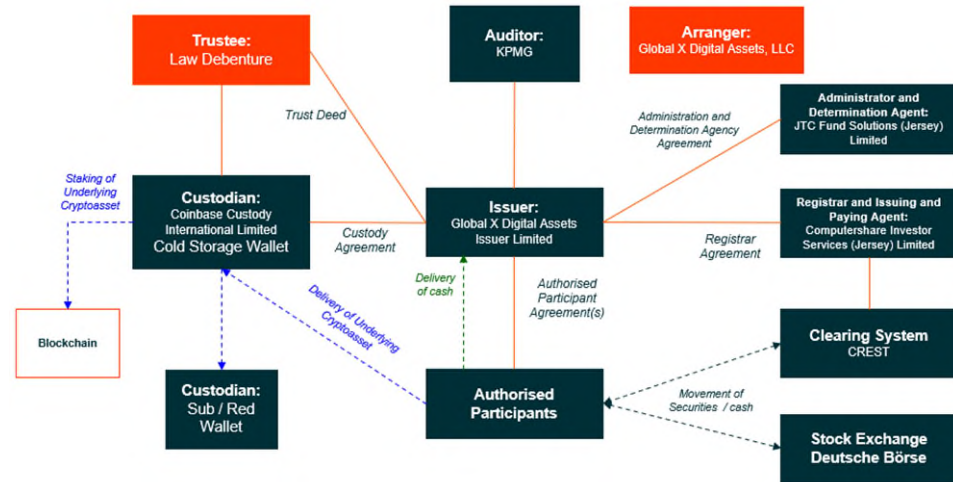 Trustee:
Law Debenture
Auditor:
KPMG
Arranger:
Global X Digital Assets, LLC
Trust Deed
Administration and
Determination Agency
Agreement
Administrator and
Determination Agent:
JTC Fund Solutions (Jersey)
Limited
Staking of
Underlying
Cryptoasset
Custodian:
Coinbase Custody
International Limited
Cold Storage Wallet
Custody
Agreement
Issuer:
Global X Digital Assets
Issuer Limited
Registrar
Agreement
Registrar and Issuing and
Paying Agent:
Computershare Investor
Services (Jersey) Limited
Delivery
of cash
Authorised
Participant
Agreement(s)
Delivery of Underlying
Cryptoasset
Blockchain
Clearing System
CREST
Custodian:
Sub / Red
Wallet
Authorised
Participants
Movement of
Securities / cash
Stock Exchange
Deutsche Börse